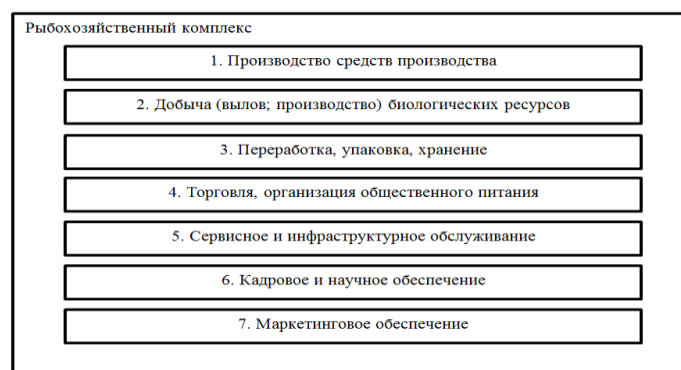 Рыбохозяйственный комплекс
1. Производство средств производства
2. Добыча (вылов; производство) биологических ресурсов
3. Переработка, упаковка, хранение
4. Торговля, организация общественного питания
5. Сервисное и инфраструктурное обслуживание
6. Кадровое и научное обеспечение
7. Маркетинговое обеспечение